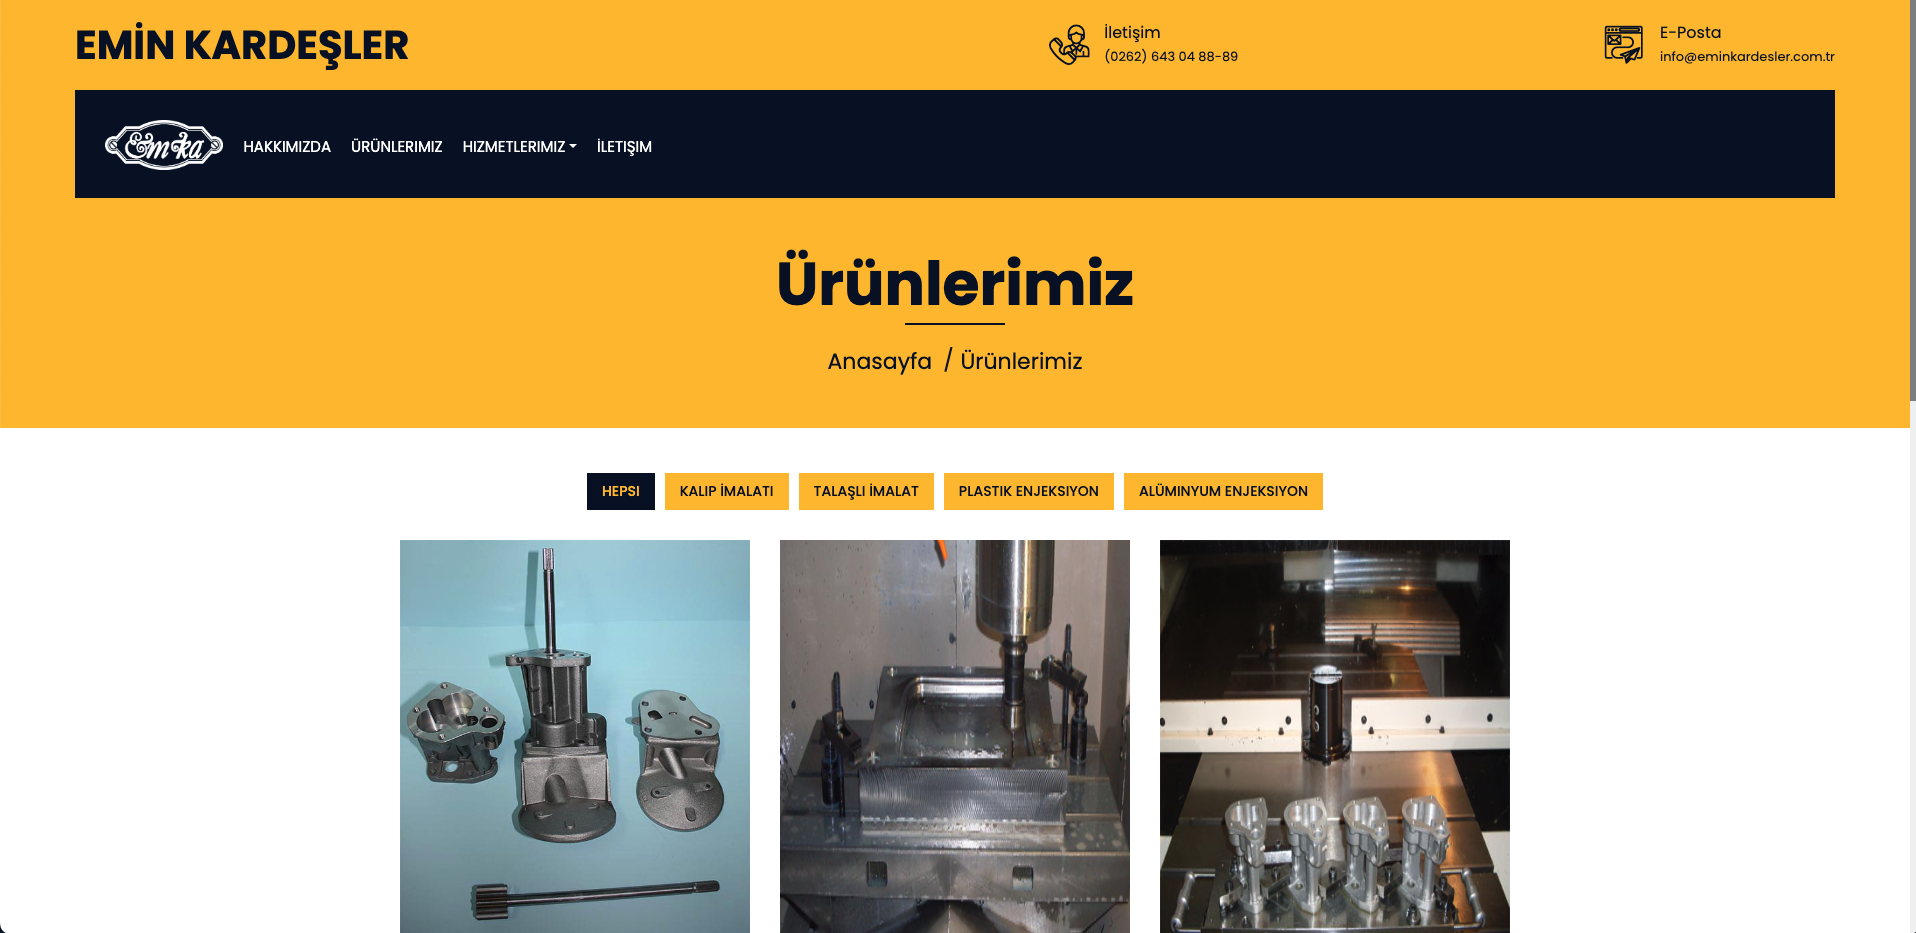 EMİN KARDEŞLER
İletişim
(0262) 643 04 88-89
E-Posta
info@eminkardesler.com.tr
Emka
HAKKIMIZDA ÜRÜNLERIMIZ HIZMETLERIMIZ İLETIŞIM
Ürünlerimiz
Anasayfa / Ürünlerimiz
HEPSI KALIP İMALATI TALAŞLI İMALAT PLASTIK ENJEKSIYON ALÜMINYUM ENJEKSIYON